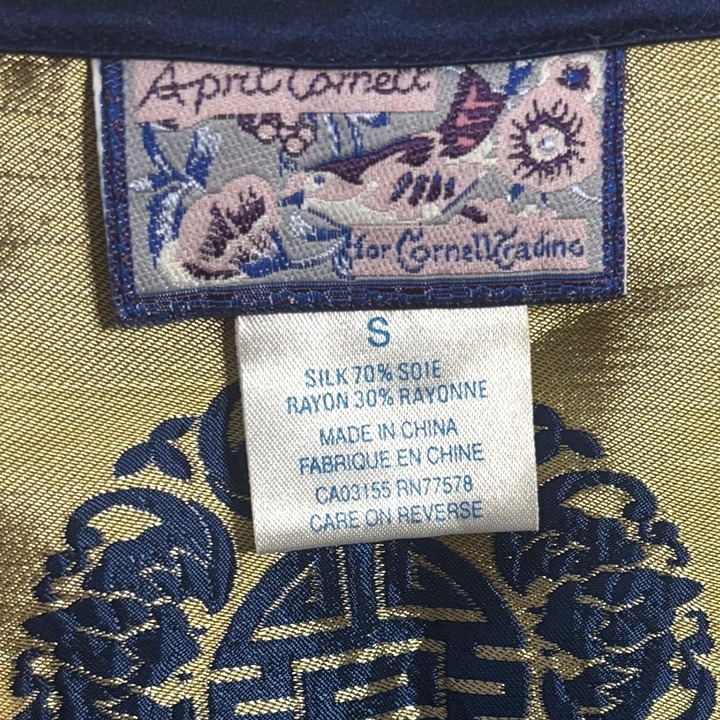 April Cornell
for Cornell Trading
S
SILK 70% SOIE
RAYON 30% RAYONNE
MADE IN CHINA
FABRIQUE EN CHINE
CA03155 RN77578
CARE ON REVERSE